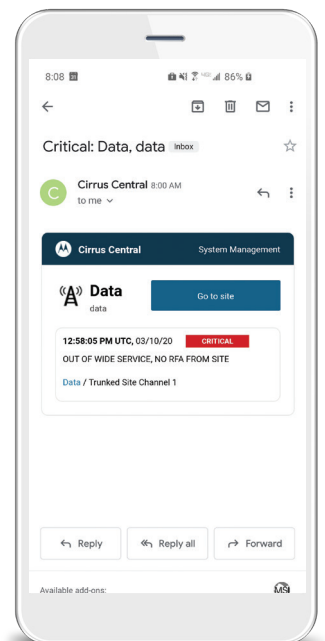 8:08 31 86%
Critical: Data, data Inbox
C Cirrus Central 8:00 AM
to me
Cirrus Central System Management
Data Go to site
data
12:58:05 PM UTC, 03/10/20 CRITICAL
OUT OF WIDE SERVICE, NO RFA FROM SITE
Data / Trunked Site Channel 1
Reply Reply all Forward
Available add-ons: MSI